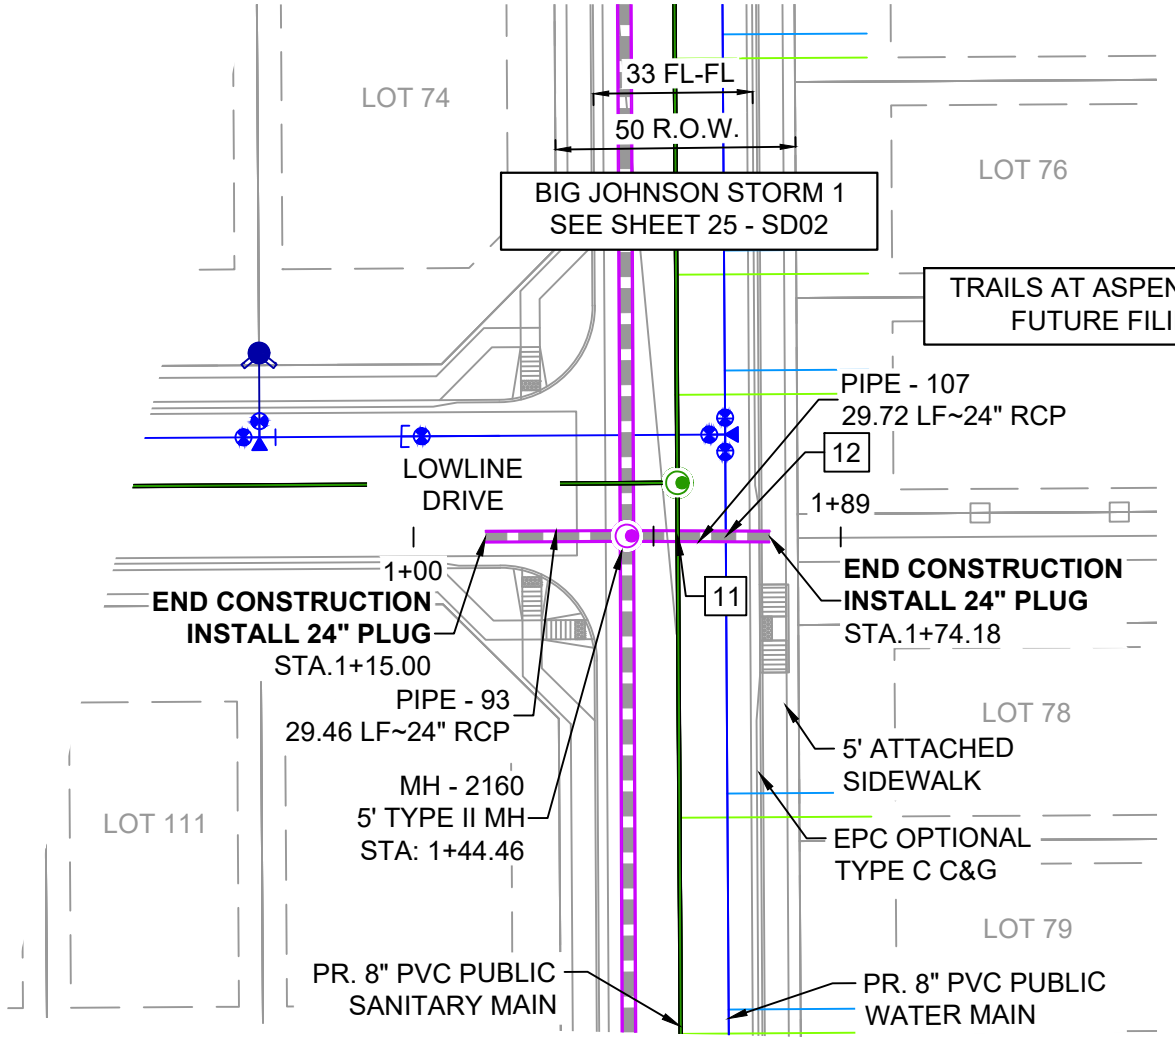 33 FL-FL
LOT 74
50 R.O.W.
LOT 76
BIG JOHNSON STORM 1
SEE SHEET 25 - SD02
TRAILS AT ASPEN
FUTURE FILI
PIPE - 107
29.72 LF~24" RCP
12
LOWLINE
DRIVE
1+89
1+00
END CONSTRUCTION
INSTALL 24" PLUG
STA.1+15.00
11
END CONSTRUCTION
INSTALL 24" PLUG
STA.1+74.18
PIPE - 93
29.46 LF~24" RCP
LOT 78
5' ATTACHED
SIDEWALK
MH - 2160
5' TYPE II MH
STA: 1+44.46
LOT 111
EPC OPTIONAL
TYPE C C&G
LOT 79
PR. 8" PVC PUBLIC
SANITARY MAIN
PR. 8" PVC PUBLIC
WATER MAIN